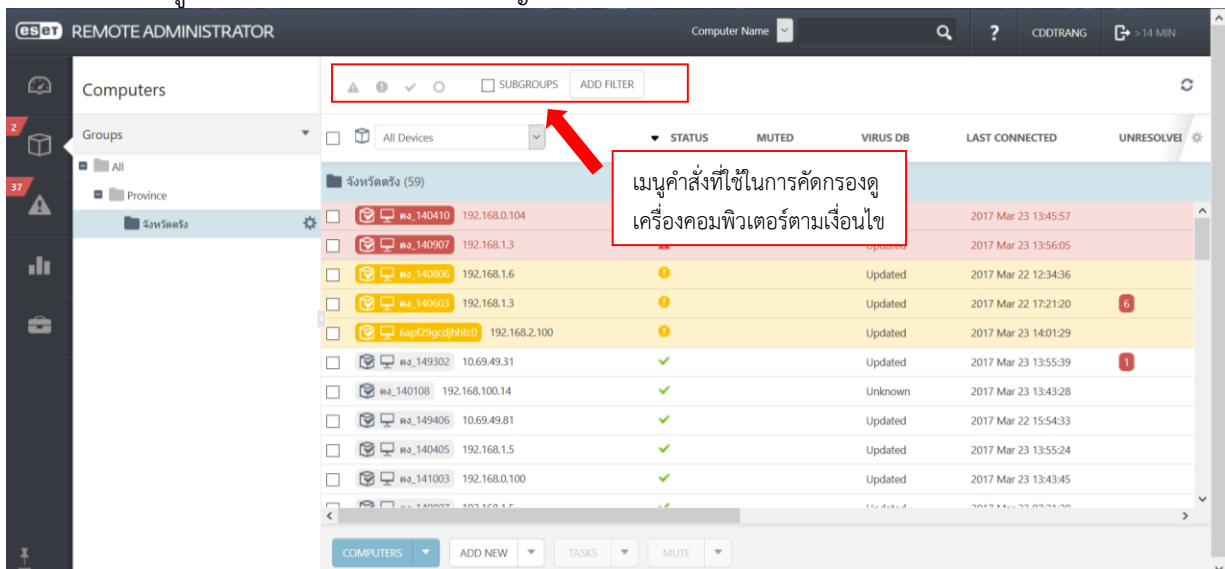 eset REMOTE ADMINISTRATOR
Computer Name
? CDDTRANG >14 MIN
Computers
SUBGROUPS ADD FILTER
2
Groups
All Devices STATUS MUTED VIRUS DB LAST CONNECTED UNRESOLVE
All
37
Province
จังหวัดตรัง
จังหวัดตรัง (59)
เมนูคำสั่งที่ใช้ในการคัดกรองดู
เครื่องคอมพิวเตอร์ตามเงื่อนไข
ตง_140410 192.168.0.104 2017 Mar 23 13:45:57
ตง_140907 192.168.1.3 Updated 2017 Mar 23 13:56:05
ตง_140806 192.168.1.6 Updated 2017 Mar 22 12:34:36
ตง_140603 192.168.1.3 Updated 2017 Mar 22 17:21:20 6
6apf29gcdjhhtc0 192.168.2.100 Updated 2017 Mar 23 14:01:29
ตง_149302 10.69.49.31 Updated 2017 Mar 23 13:55:39 1
ตง_140108 192.168.100.14 Unknown 2017 Mar 23 13:43:28
ตง_149406 10.69.49.81 Updated 2017 Mar 22 15:54:33
ตง_140405 192.168.1.5 Updated 2017 Mar 23 13:55:24
ตง_141003 192.168.0.100 Updated 2017 Mar 23 13:43:45
COMPUTERS ADD NEW TASKS MUTE